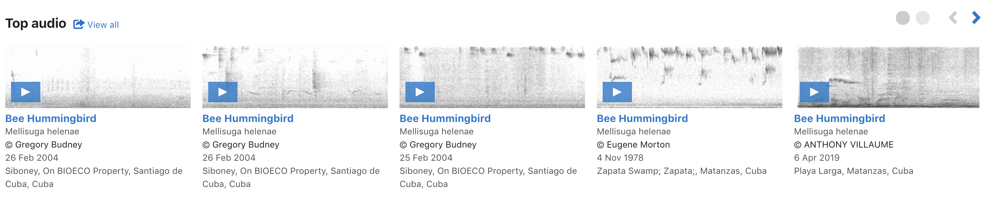 Top audio View all
Bee Hummingbird
Mellisuga helenae
© Gregory Budney
26 Feb 2004
Siboney, On BIOECO Property, Santiago de
Cuba, Cuba
Bee Hummingbird
Mellisuga helenae
© Gregory Budney
26 Feb 2004
Siboney, On BIOECO Property, Santiago de
Cuba, Cuba
Bee Hummingbird
Mellisuga helenae
© Gregory Budney
25 Feb 2004
Siboney, On BIOECO Property, Santiago de
Cuba, Cuba
Bee Hummingbird
Mellisuga helenae
© Eugene Morton
4 Nov 1978
Zapata Swamp; Zapata;, Matanzas, Cuba
Bee Hummingbird
Mellisuga helenae
© ANTHONY VILLAUME
6 Apr 2019
Playa Larga, Matanzas, Cuba